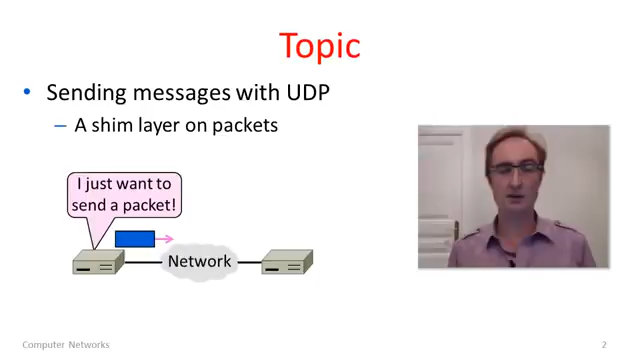 Topic
• Sending messages with UDP
– A shim layer on packets
I just want to
send a packet!
Network
Computer Networks
2